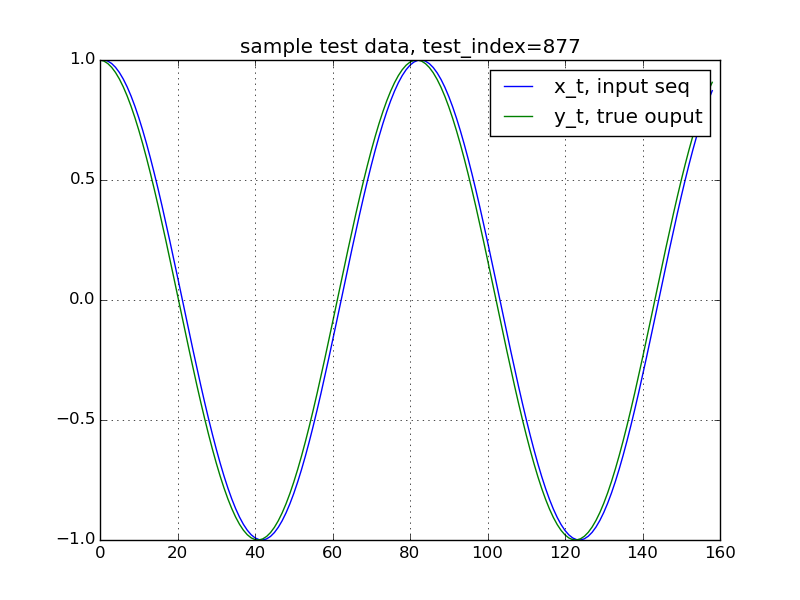 sample test data, test_index=877
x_t, input seq
y_t, true ouput
1.0
0.5
0.0
−0.5
−1.0
0 20 40 60 80 100 120 140 160